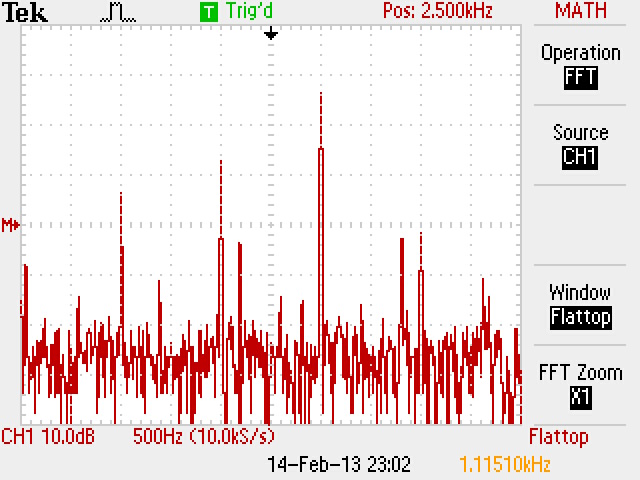 Tek T Trig'd Pos: 2.500kHz MATH
Operation
FFT
Source
CH1
M
Window
Flattop
FFT Zoom
X1
CH1 10.0dB 500Hz (10.0kS/s) Flattop
14-Feb-13 23:02 1.11510kHz